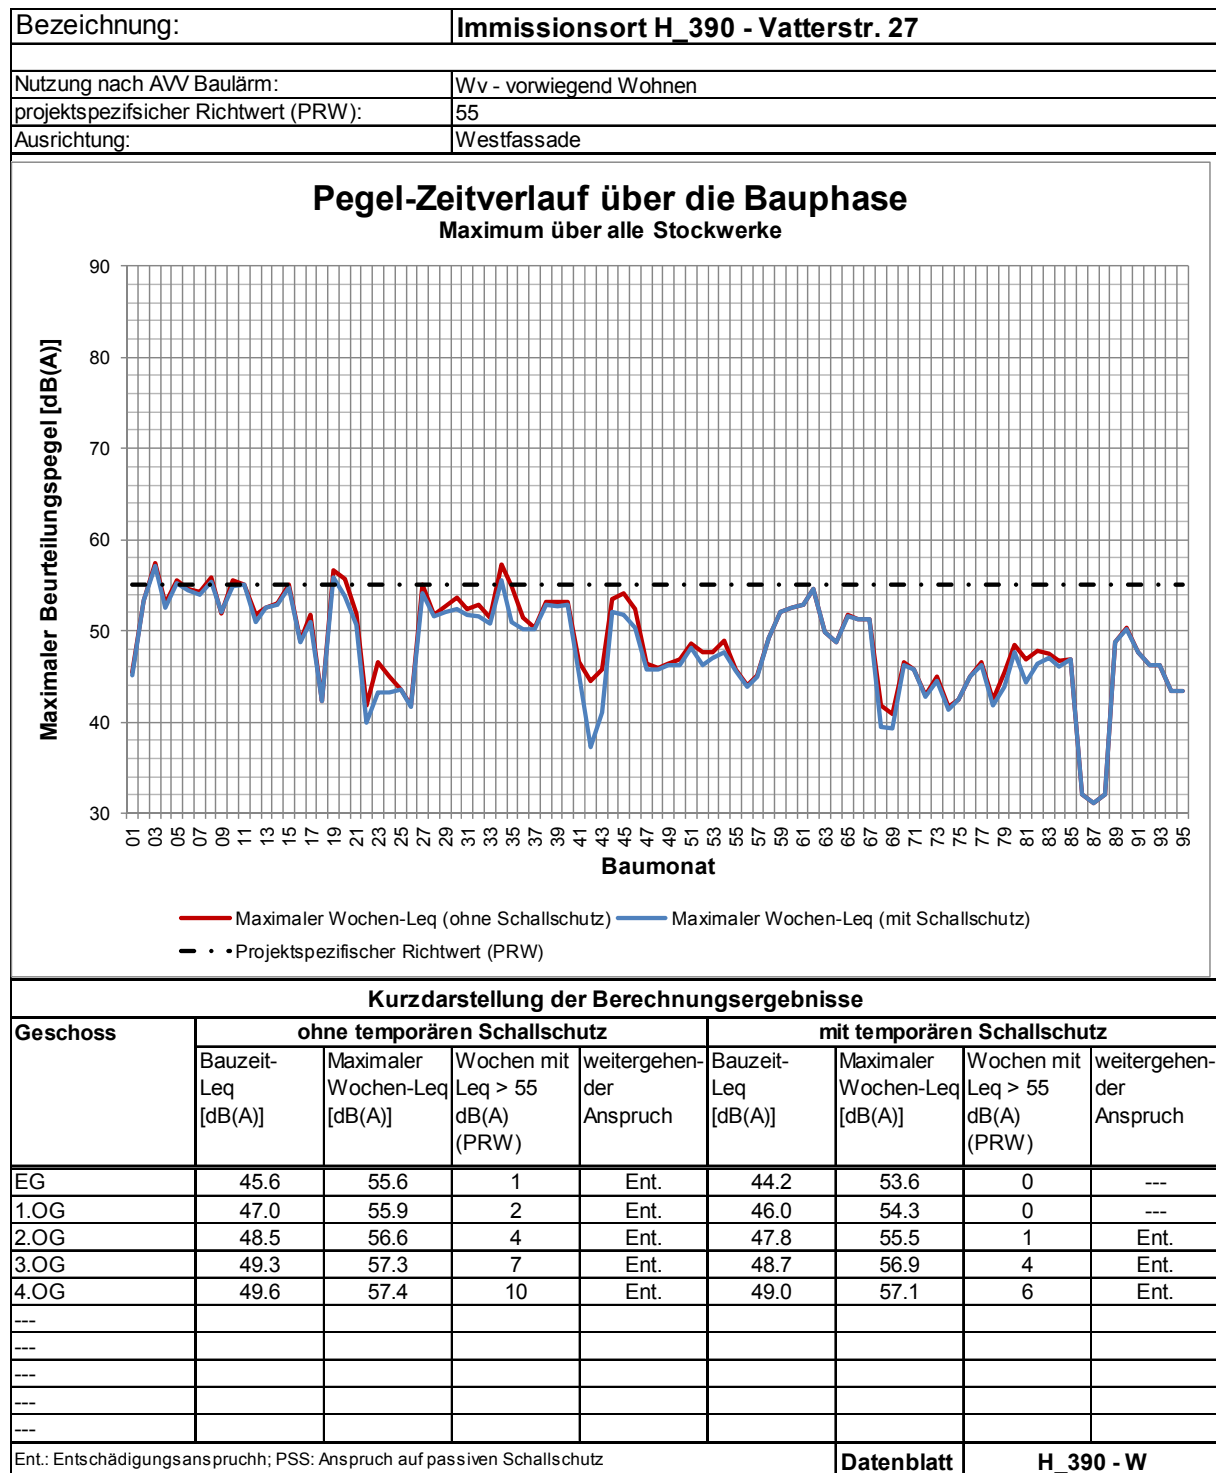 Bezeichnung: Immissionsort H_390 - Vatterstr. 27
Nutzung nach AVV Baulärm: Wv - vorwiegend Wohnen
projektspezifsicher Richtwert (PRW): 55
Ausrichtung: Westfassade
Pegel-Zeitverlauf über die Bauphase
Maximum über alle Stockwerke
Maximaler Beurteilungspegel [dB(A)]
90
80
70
60
50
40
30
01 03 05 07 09 11 13 15 17 19 21 22 23 25 27 29 31 33 34 35 37 39 41 43 45 47 49 51 53 55 57 59 61 63 65 67 69 71 73 75 77 79 81 83 85 87 89 91 93 95
Baumonat
Maximaler Wochen-Leq (ohne Schallschutz) Maximaler Wochen-Leq (mit Schallschutz)
Projektspezifischer Richtwert (PRW)
Kurzdarstellung der Berechnungsergebnisse
Geschoss ohne temporären Schallschutz mit temporären Schallschutz
Bauzeit- Maximaler Wochen mit weitergehen- Bauzeit- Maximaler Wochen mit weitergehen-
Leq Wochen-Leq Leq > 55 der Leq Wochen-Leq Leq > 55 der
[dB(A)] [dB(A)] dB(A) Anspruch [dB(A)] [dB(A)] dB(A) Anspruch
(PRW) (PRW)
EG 45.6 55.6 1 Ent. 44.2 53.6 0 ---
1.OG 47.0 55.9 2 Ent. 46.0 54.3 0 ---
2.OG 48.5 56.6 4 Ent. 47.8 55.5 1 Ent.
3.OG 49.3 57.3 7 Ent. 48.7 56.9 4 Ent.
4.OG 49.6 57.4 10 Ent. 49.0 57.1 6 Ent.
---
---
---
---
---
Ent.: Entschädigungsanspruchh; PSS: Anspruch auf passiven Schallschutz Datenblatt H_390 - W